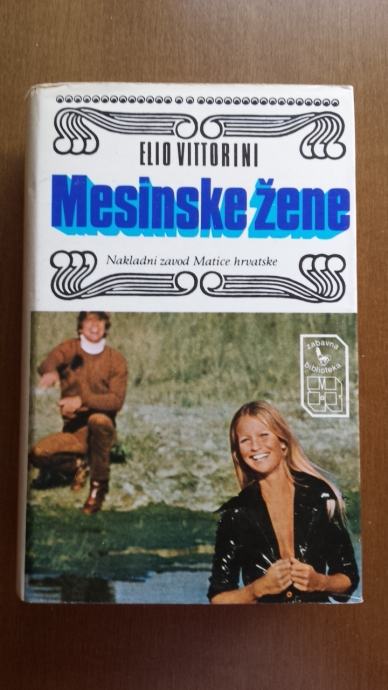 ELIO VITTORINI
Mesinske žene
Nakladni zavod Matice hrvatske
zabavna
biblioteka